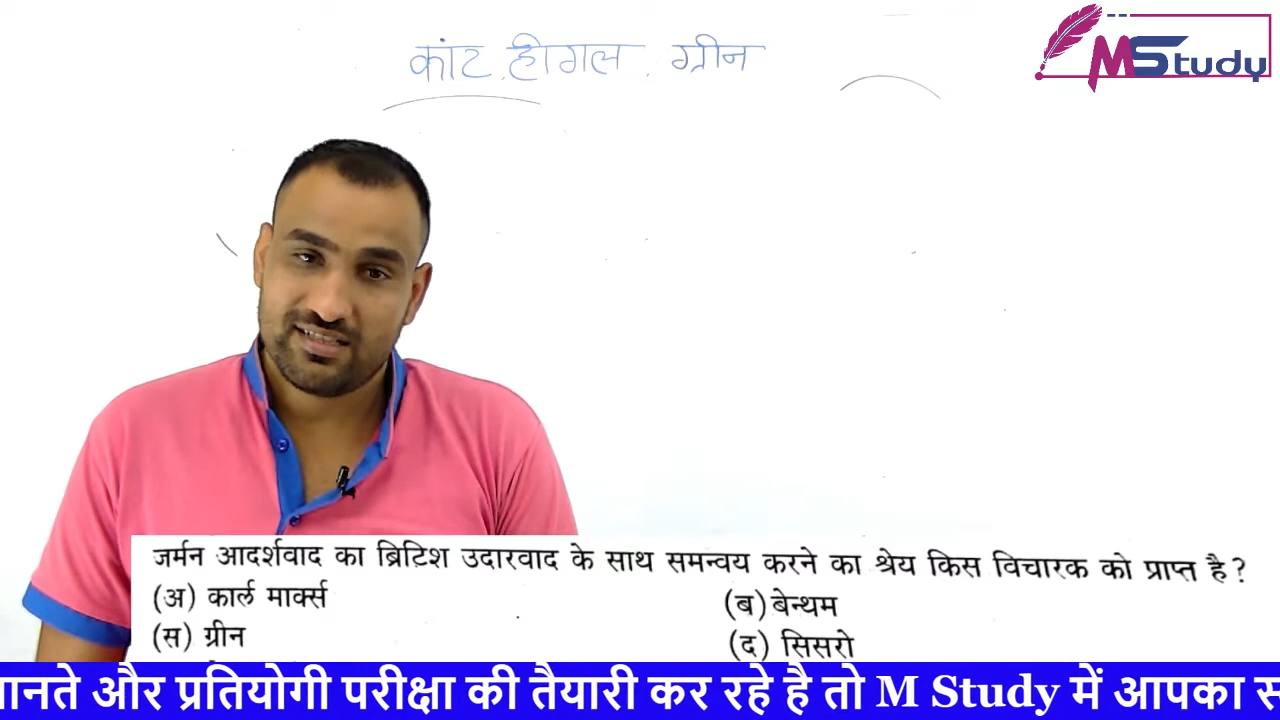 कांट, हीगल, ग्रीन
MStudy
जर्मन आदर्शवाद का ब्रिटिश उदारवाद के साथ समन्वय करने का श्रेय किस विचारक को प्राप्त है?
(अ) कार्ल मार्क्स
(ब) बेन्थम
(स) ग्रीन
(द) सिसरो
ानते और प्रतियोगी परीक्षा की तैयारी कर रहे है तो M Study में आपका स